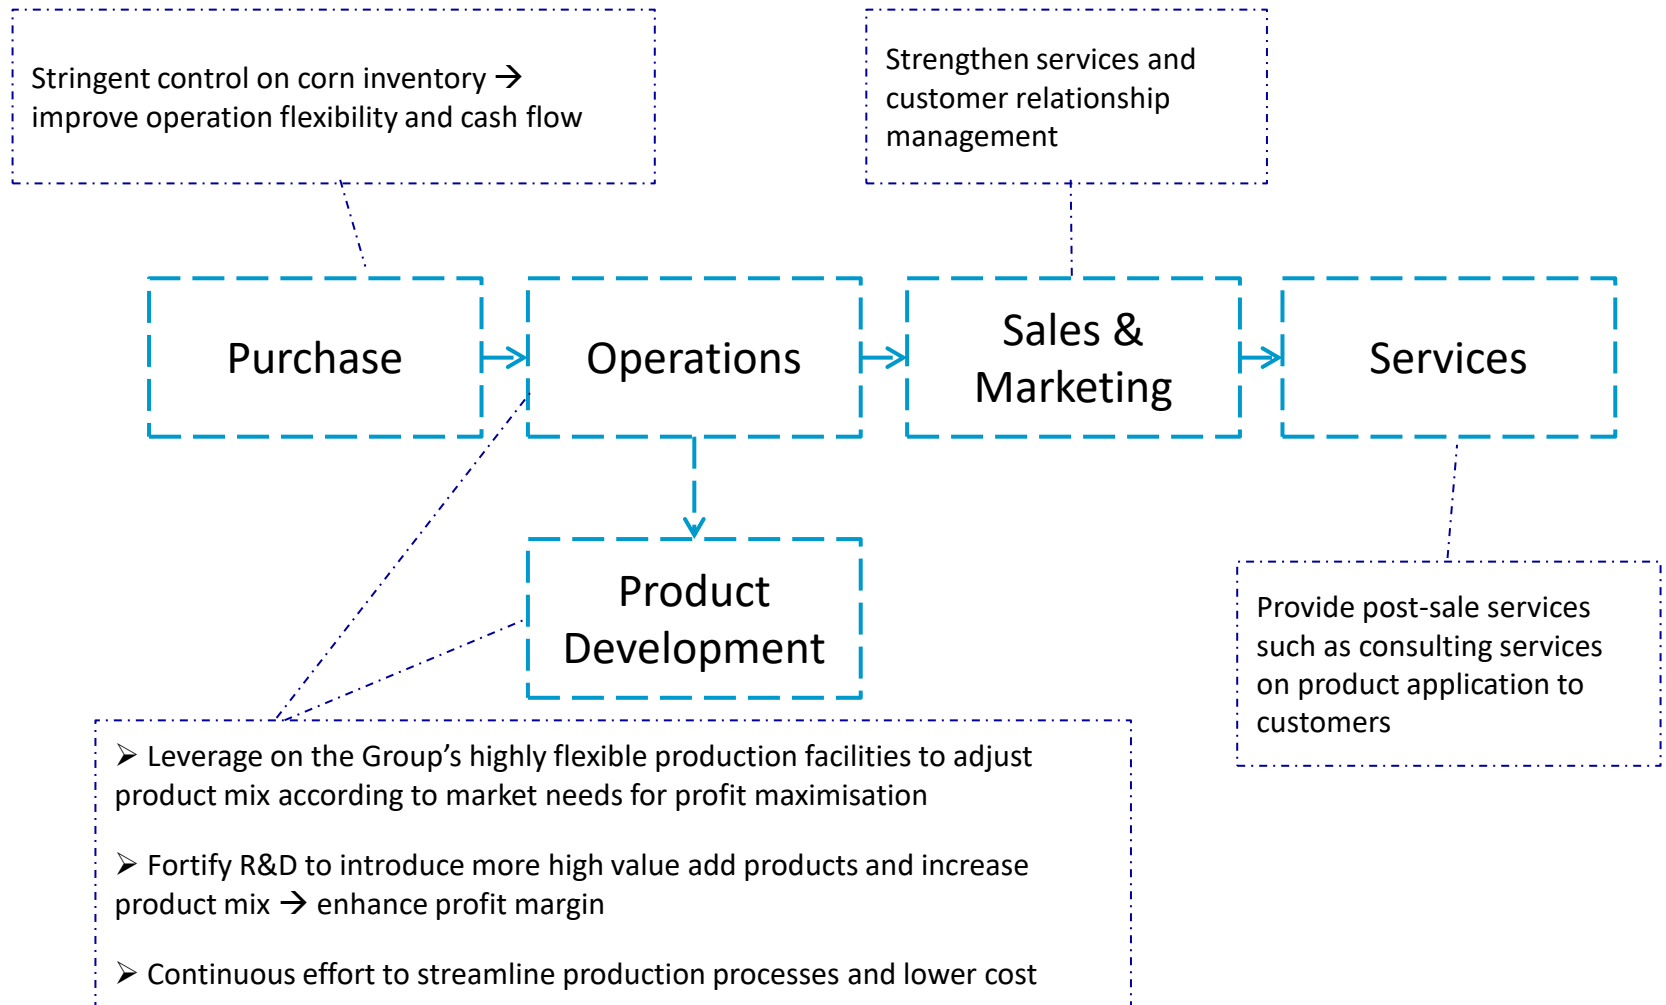 Stringent control on corn inventory →
improve operation flexibility and cash flow
Strengthen services and
customer relationship
management
Purchase
Operations
Sales &
Marketing
Services
Product
Development
Provide post-sale services
such as consulting services
on product application to
customers
➢ Leverage on the Group’s highly flexible production facilities to adjust
product mix according to market needs for profit maximisation
➢ Fortify R&D to introduce more high value add products and increase
product mix → enhance profit margin
➢ Continuous effort to streamline production processes and lower cost